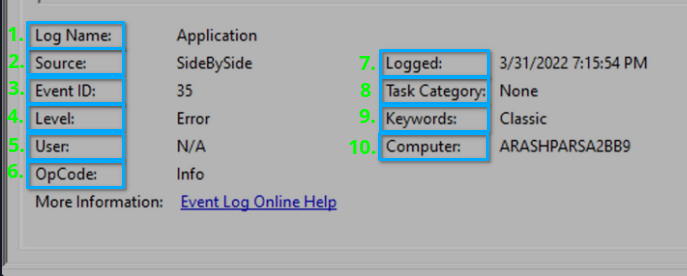 1. Log Name: Application
2. Source: SideBySide 7. Logged: 3/31/2022 7:15:54 PM
3. Event ID: 35 8 Task Category: None
4. Level: Error 9. Keywords: Classic
5. User: N/A 10. Computer: ARASHPARSA2BB9
6. OpCode: Info
More Information: Event Log Online Help